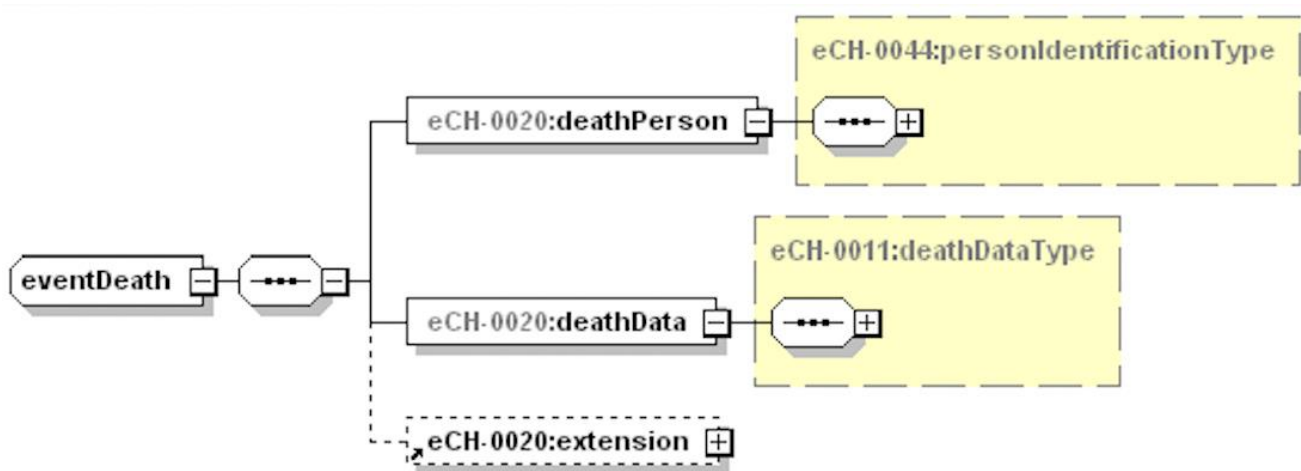 eCH-0044:personIdentificationType
eCH-0020:deathPerson
eCH-0011:deathDataType
eventDeath
eCH-0020:deathData
eCH-0020:extension